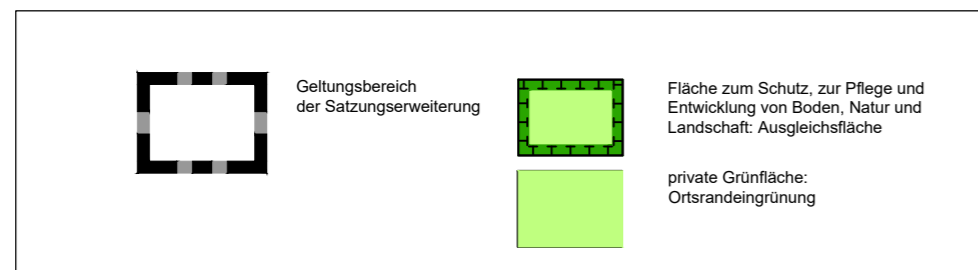 Geltungsbereich
der Satzungserweiterung
Fläche zum Schutz, zur Pflege und
Entwicklung von Boden, Natur und
Landschaft: Ausgleichsfläche
private Grünfläche:
Ortsrandeingrünung